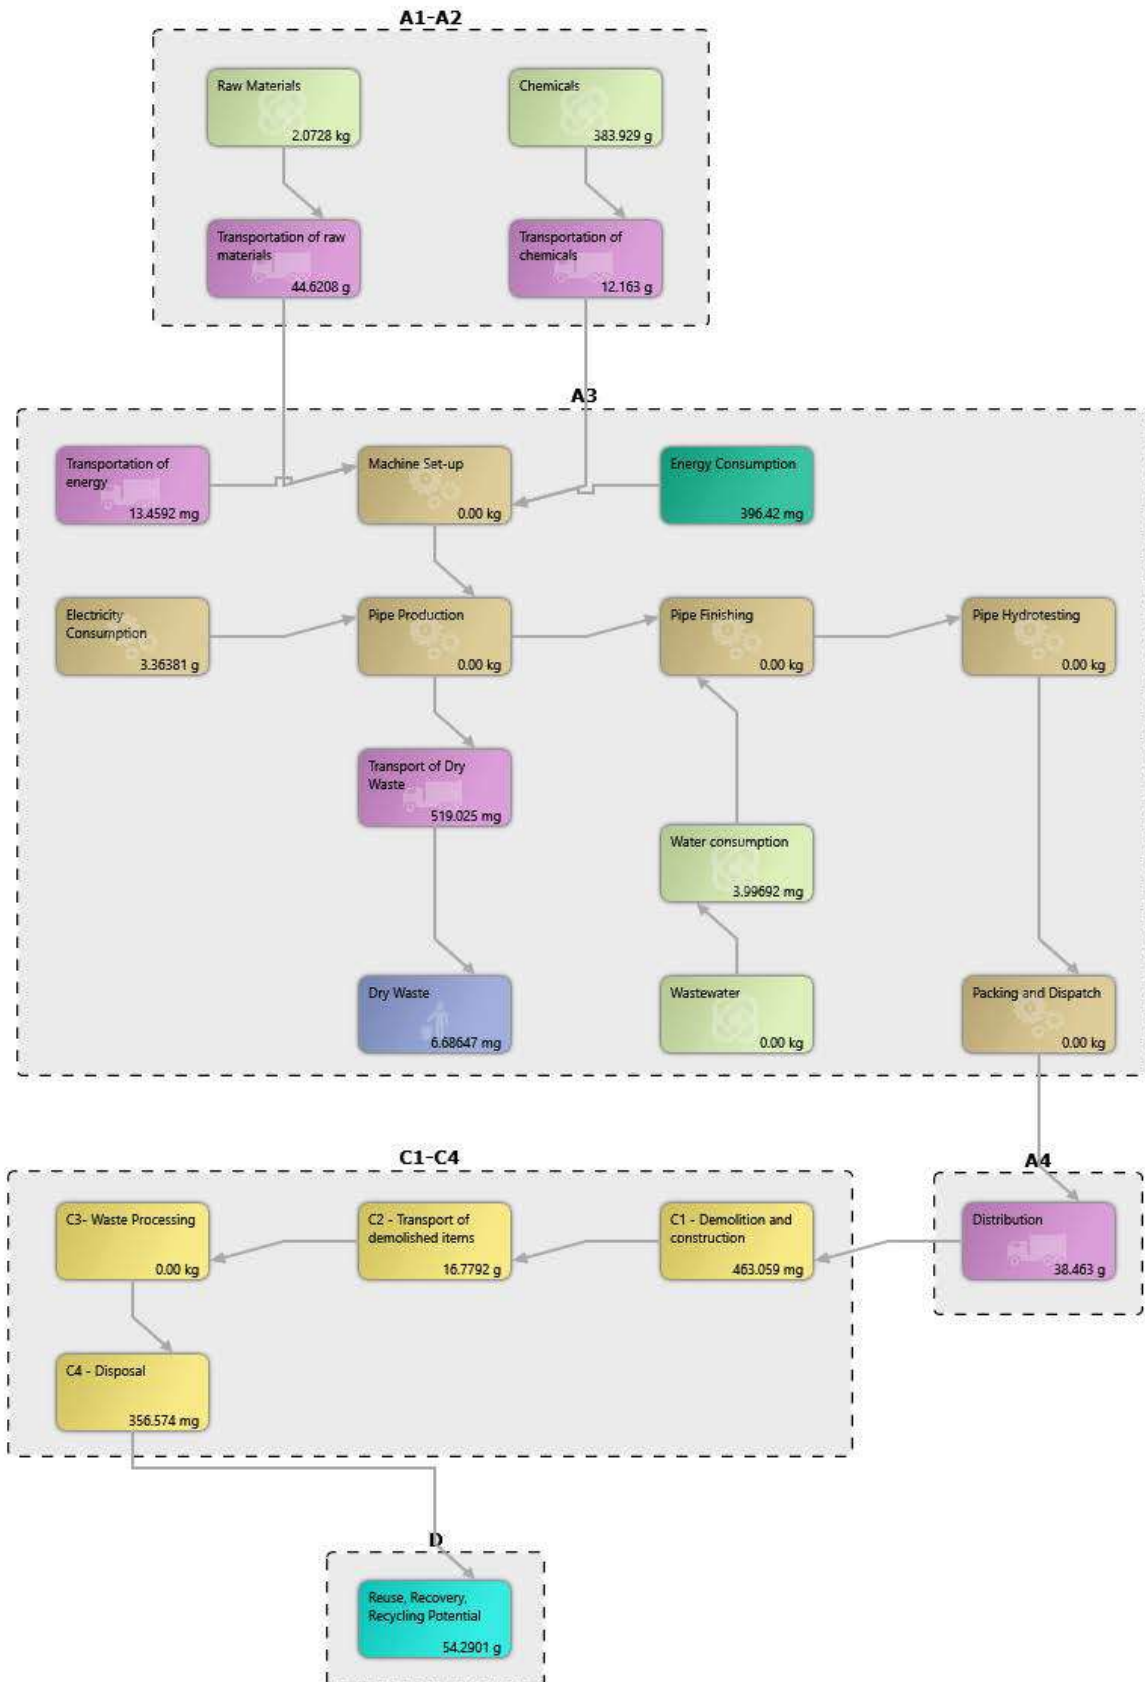 A1-A2
Raw Materials
2.0728 kg
Chemicals
383.929 g
Transportation of raw
materials
44.6208 g
Transportation of
chemicals
12.163 g
A3
Transportation of
energy
13.4592 mg
Machine Set-up
0.00 kg
Energy Consumption
396.42 mg
Electricity
Consumption
3.36381 g
Pipe Production
0.00 kg
Pipe Finishing
0.00 kg
Pipe Hydrotesting
0.00 kg
Transport of Dry
Waste
519.025 mg
Water consumption
3.99692 mg
Dry Waste
6.68647 mg
Wastewater
0.00 kg
Packing and Dispatch
0.00 kg
C1-C4
A4
C3- Waste Processing
0.00 kg
C2 - Transport of
demolished items
16.7792 g
C1 - Demolition and
construction
463.059 mg
Distribution
38.463 g
C4 - Disposal
356.574 mg
D
Reuse, Recovery,
Recycling Potential
54.2901 g